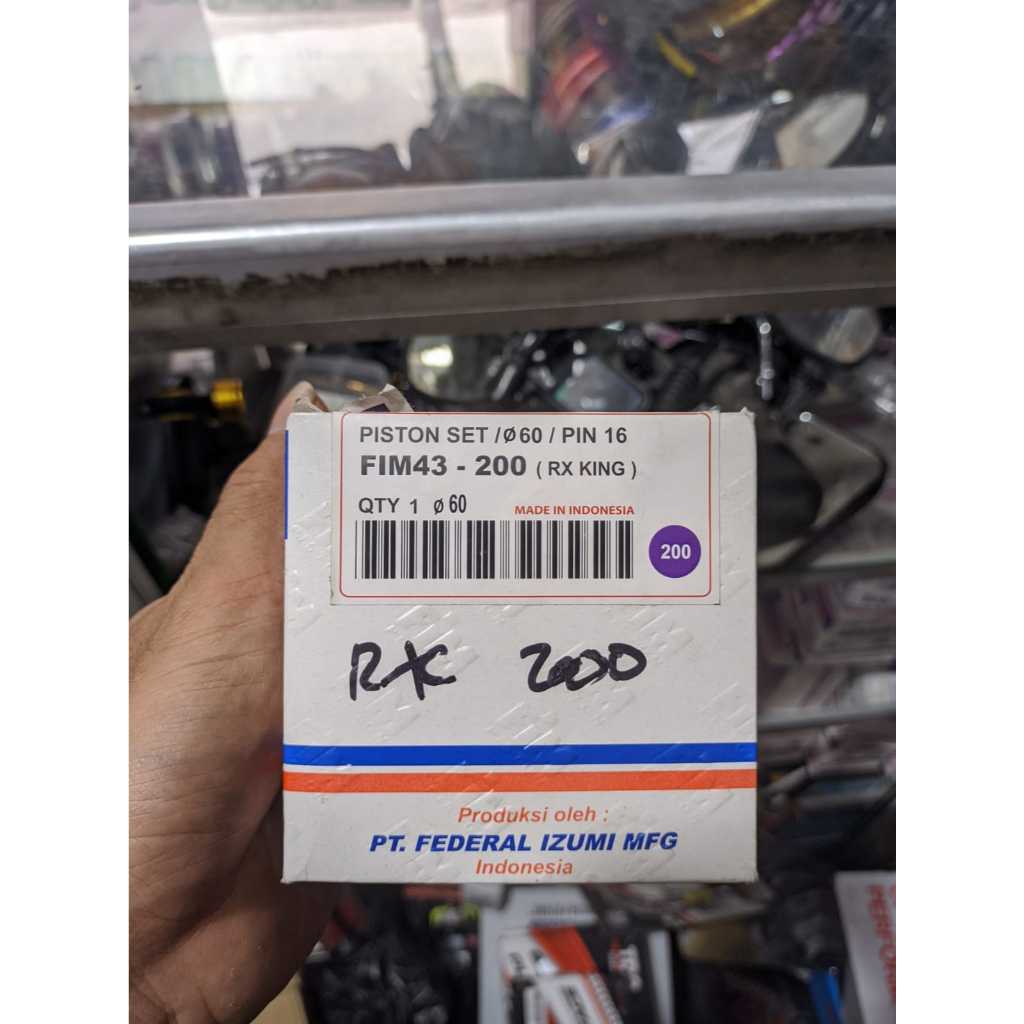 PISTON SET /Ø60 / PIN 16
FIM43 - 200 ( RX KING )
QTY 1 Ø 60
MADE IN INDONESIA
200
RXK 200
Produksi oleh :
PT. FEDERAL IZUMI MFG
Indonesia